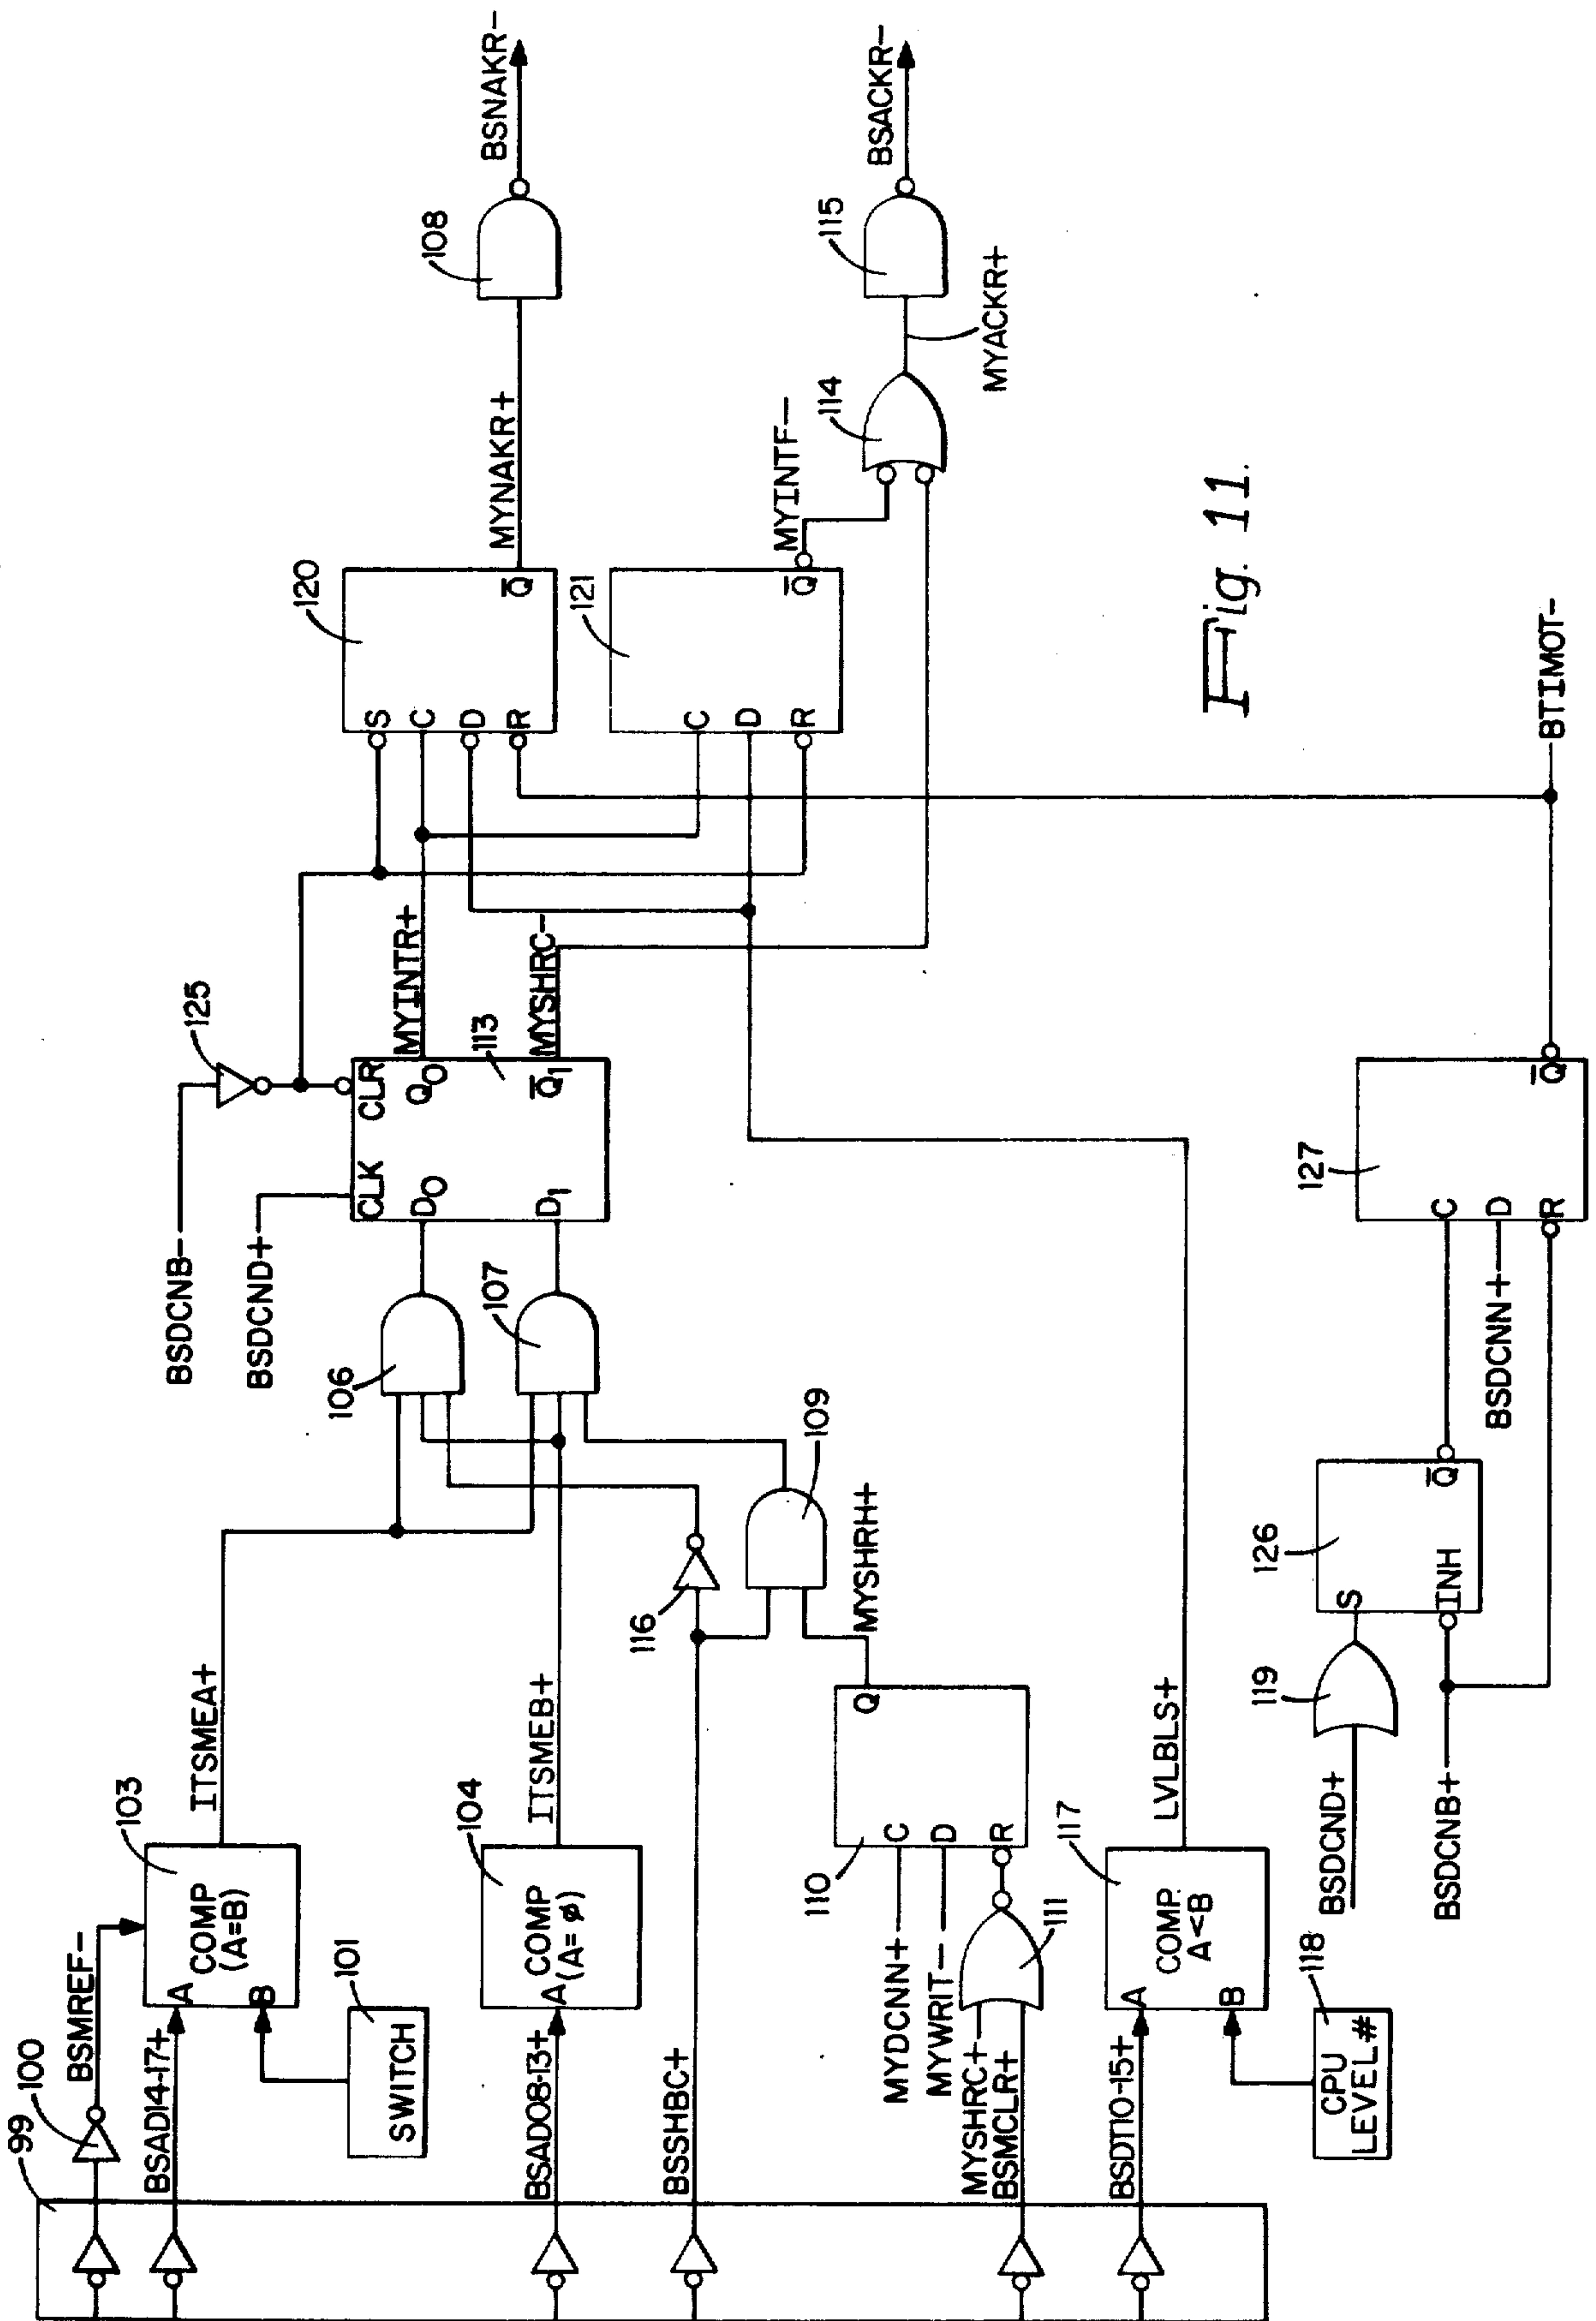 99
100
BSMREF-
103
COMP
(A=B)
A
B
BSAD14-17+
101
SWITCH
ITSMEA+
104
COMP
(A=ø)
A
BSAD08-13+
ITSMEB+
BSSHBC+
116
109
MYSHRH+
110
C
D
R
Q
MYDCNN+
MYWRIT-
MYSHRC+
BSMCLR+
111
117
COMP.
A<B
A
B
BSDT10-15+
LVLBLS+
118
CPU
LEVEL #
BSDCNB-
BSDCND+
125
106
107
CLK
CLR
D0
Q0
D1
Q̅1
113
MYINTR+
MYSHRC-
120
S
C
D
R
Q̅
MYNAKR+
108
BSNAKR-
121
C
D
R
Q̅
MYINTF-
114
MYACKR+
115
BSACKR-
119
BSDCND+
BSDCNB+
126
S
INH
Q̅
BSDCNN+
127
C
D
R
Q̅
BTIMOT-
Fig. 11.